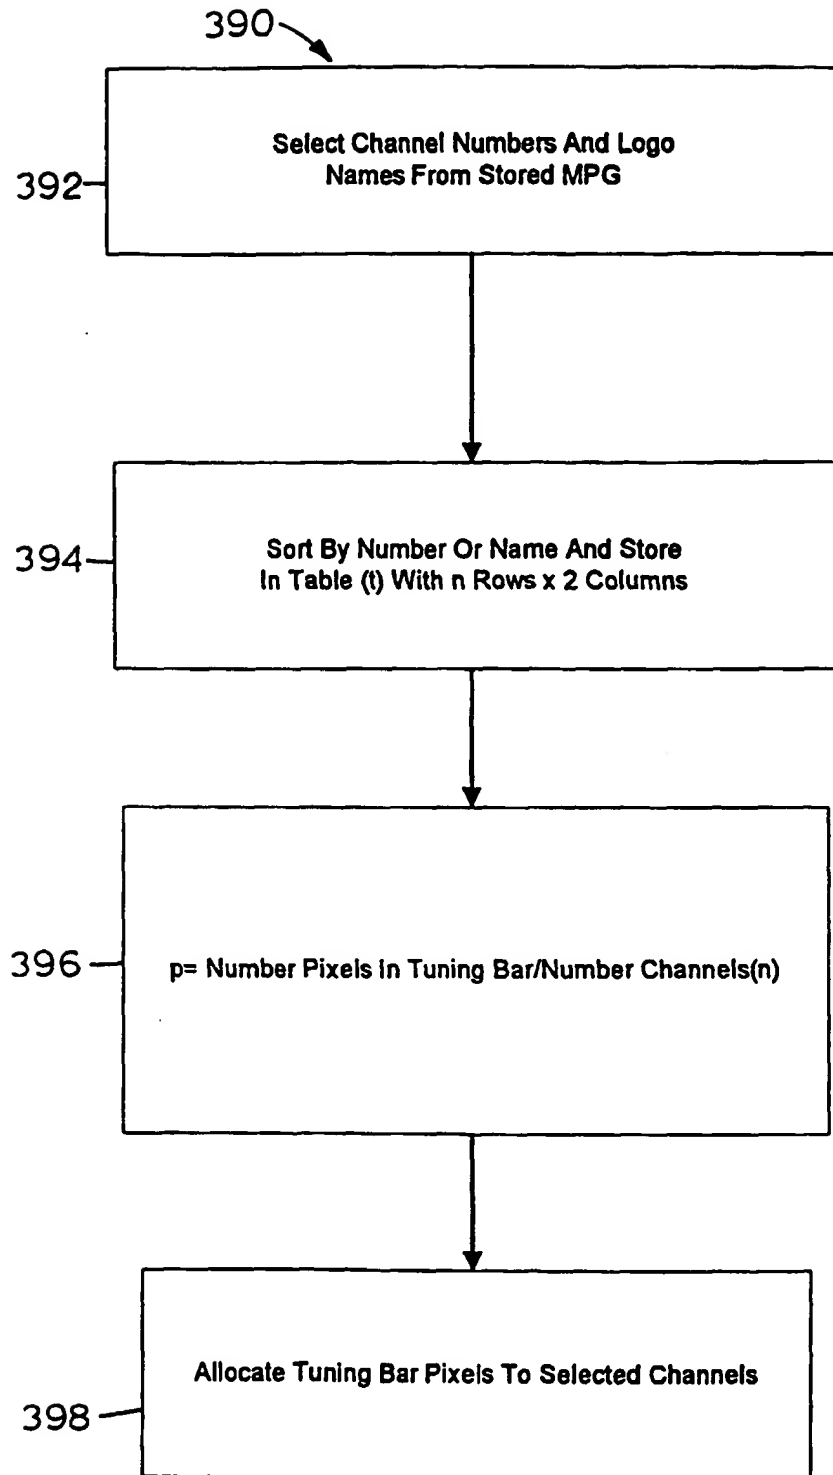 390
Select Channel Numbers And Logo
Names From Stored MPG
392
Sort By Number Or Name And Store
In Table (t) With n Rows x 2 Columns
394
p= Number Pixels In Tuning Bar/Number Channels(n)
396
Allocate Tuning Bar Pixels To Selected Channels
398